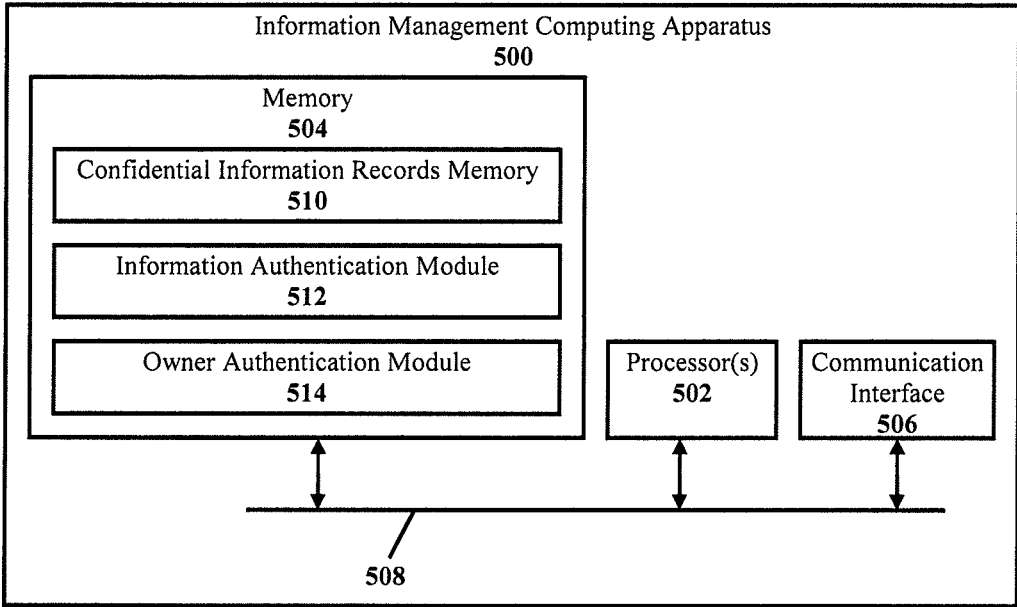 Information Management Computing Apparatus
500
Memory
504
Confidential Information Records Memory
510
Information Authentication Module
512
Owner Authentication Module
514
Processor(s)
502
Communication
Interface
506
508